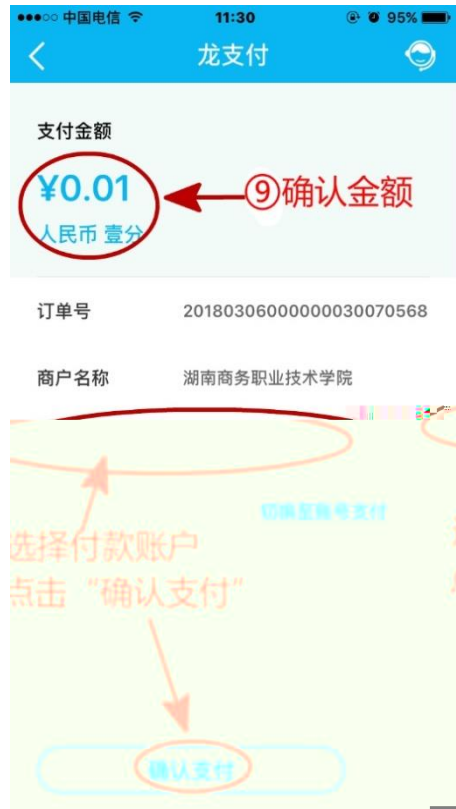 中国电信 11:30 95%
龙支付
支付金额
¥0.01
⑨确认金额
人民币 壹分
订单号 20180306000000030070568
商户名称 湖南商务职业技术学院
切换至账号支付
选择付款账户
点击“确认支付”
确认支付